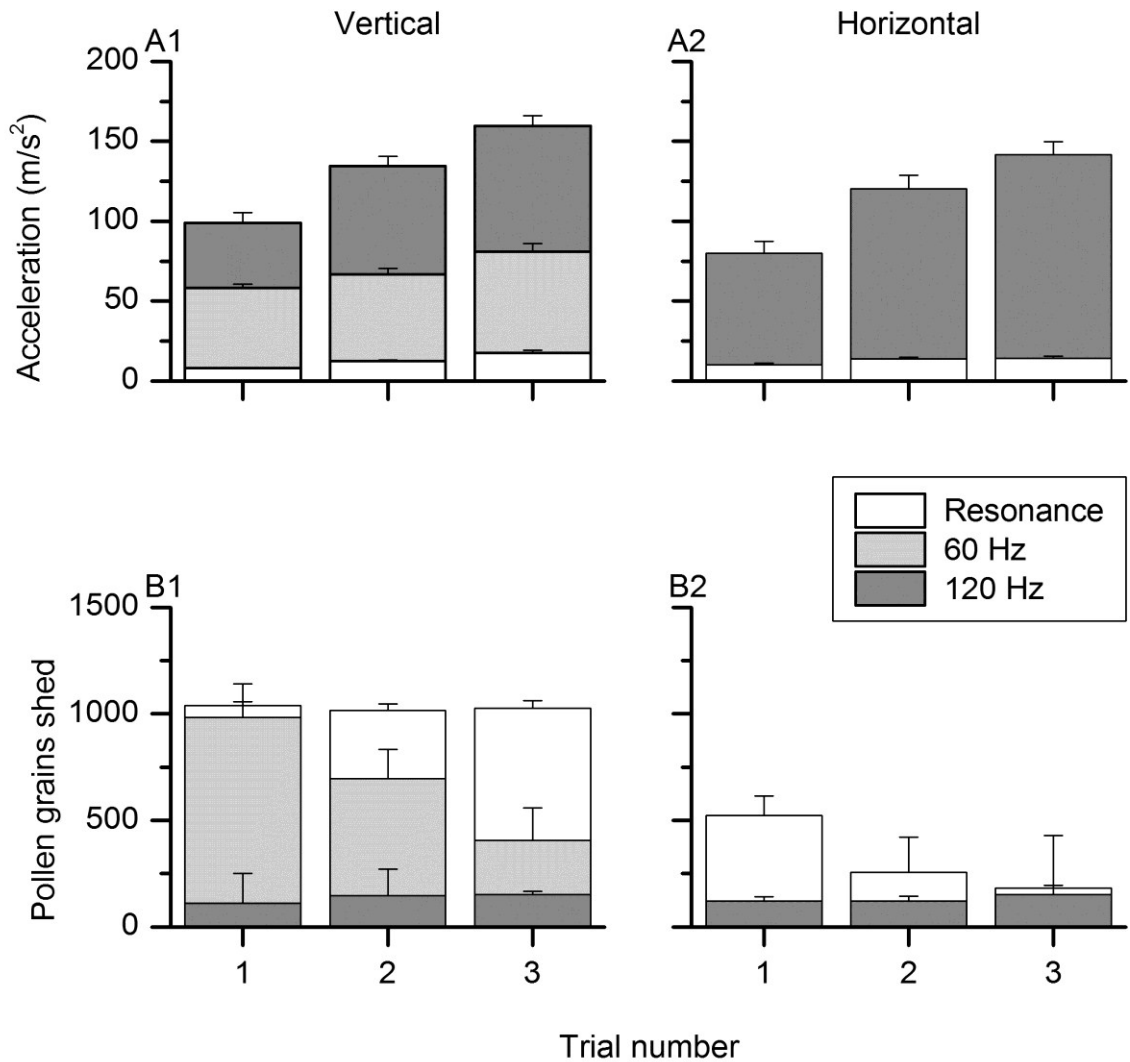 Vertical
Horizontal
A1
A2
200
150
100
50
0
Acceleration (m/s²)
Resonance
60 Hz
120 Hz
B1
B2
1500
1000
500
0
Pollen grains shed
1 2 3
1 2 3
Trial number